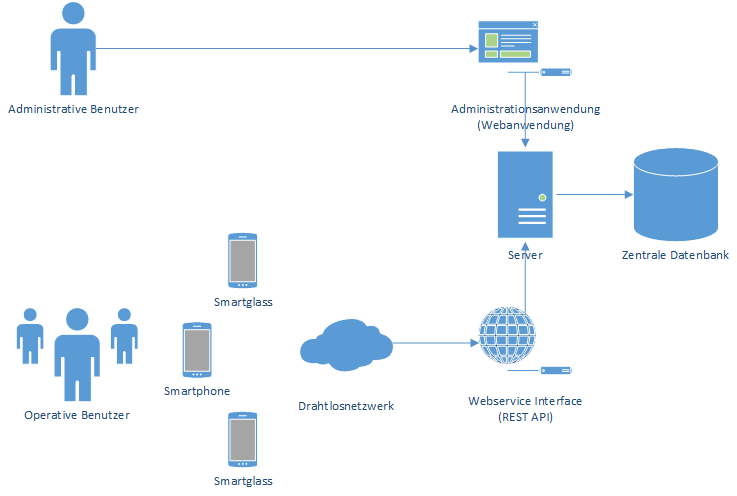 Administrative Benutzer
Administrationsanwendung
(Webanwendung)
Server
Zentrale Datenbank
Smartglass
Smartphone
Operative Benutzer
Drahtlosnetzwerk
Webservice Interface
(REST API)
Smartglass